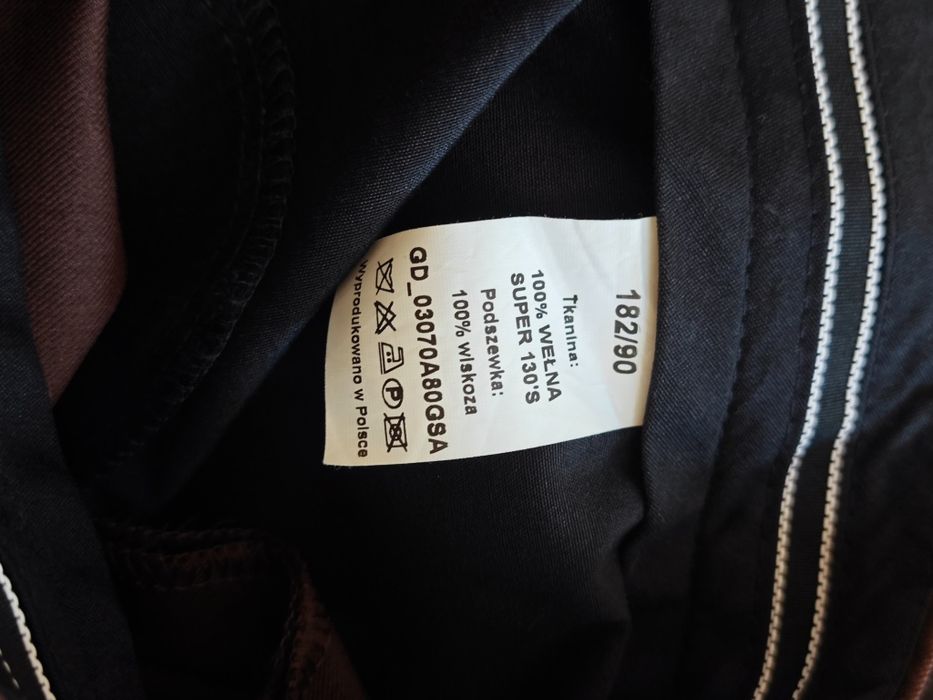 182/90
Tkanina:
100% WEŁNA
SUPER 130'S
Podszewka:
100% wiskoza
GD_03070A80GSA
P
Wyprodukowano w Polsce